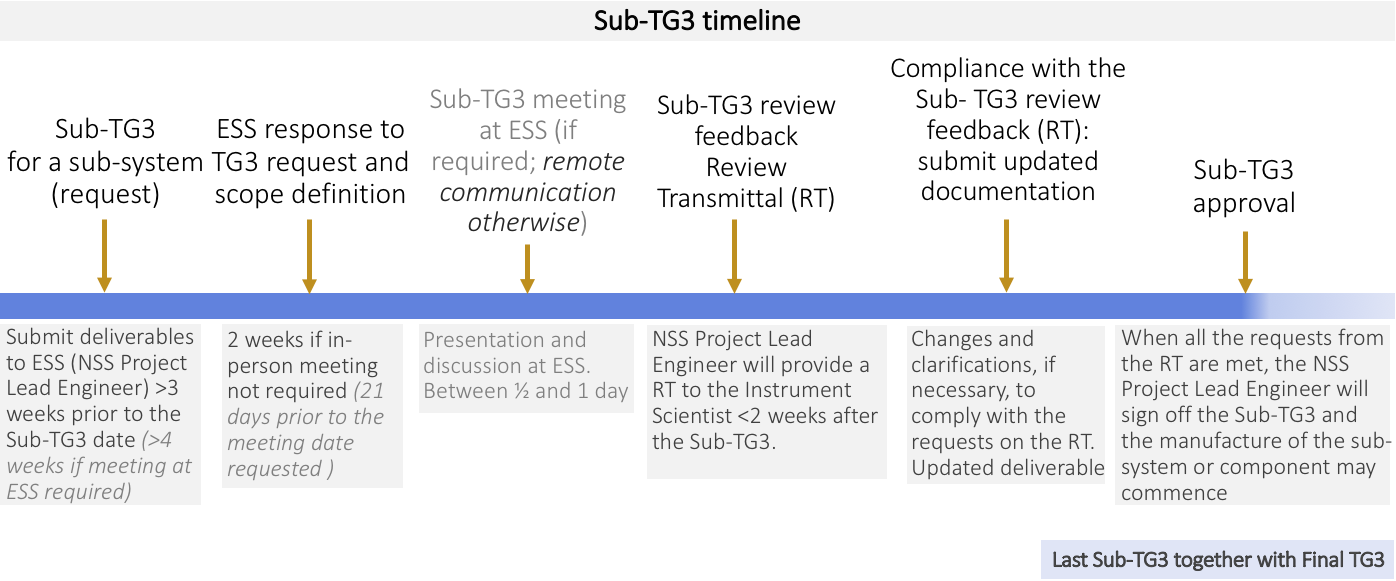 Sub-TG3 timeline
Sub-TG3
for a sub-system
(request)
ESS response to
TG3 request and
scope definition
Sub-TG3 meeting
at ESS (if
required; remote
communication
otherwise)
Sub-TG3 review
feedback
Review
Transmittal (RT)
Compliance with the
Sub- TG3 review
feedback (RT):
submit updated
documentation
Sub-TG3
approval
Submit deliverables
to ESS (NSS Project
Lead Engineer) >3
weeks prior to the
Sub-TG3 date (>4
weeks if meeting at
ESS required)
2 weeks if in-
person meeting
not required (21
days prior to the
meeting date
requested )
Presentation and
discussion at ESS.
Between ½ and 1 day
NSS Project Lead
Engineer will provide a
RT to the Instrument
Scientist <2 weeks after
the Sub-TG3.
Changes and
clarifications, if
necessary, to
comply with the
requests on the RT.
Updated deliverable
When all the requests from
the RT are met, the NSS
Project Lead Engineer will
sign off the Sub-TG3 and
the manufacture of the sub-
system or component may
commence
Last Sub-TG3 together with Final TG3